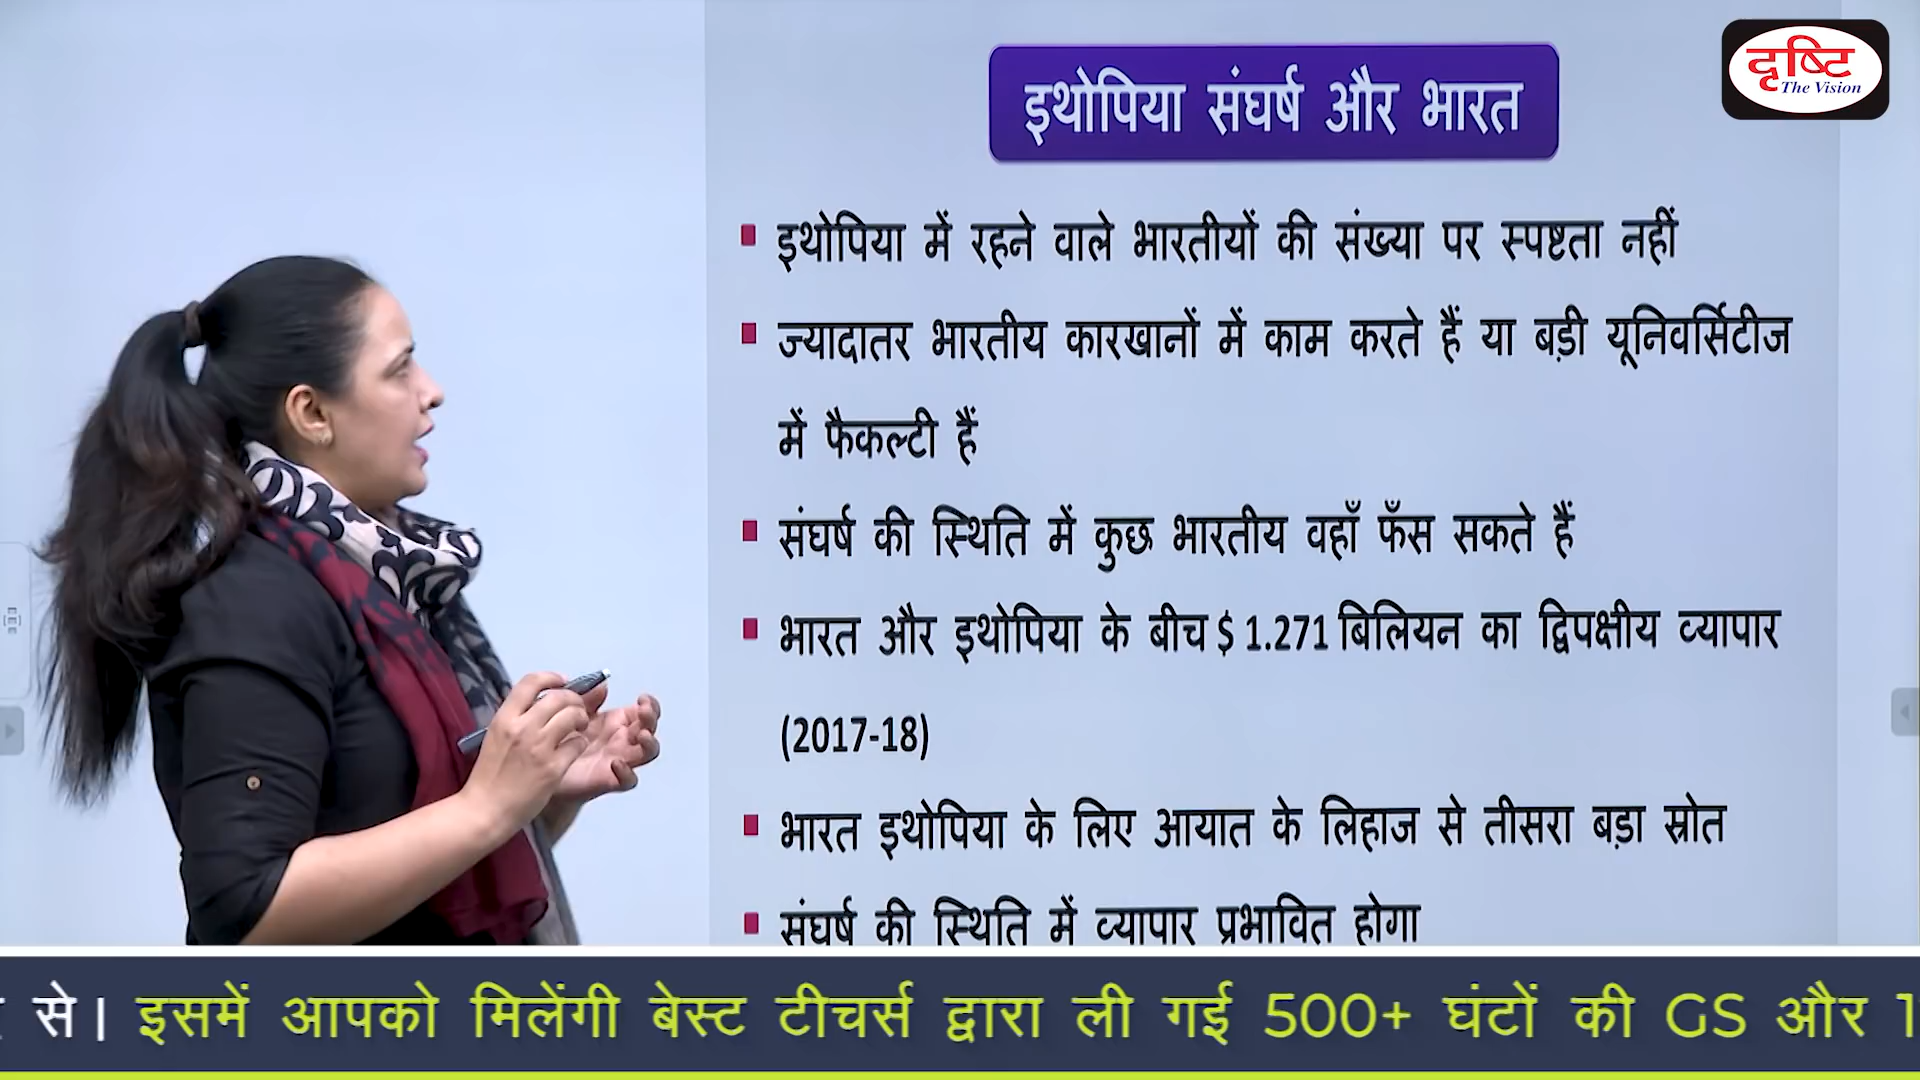 दृष्टि
The Vision
इथोपिया संघर्ष और भारत
इथोपिया में रहने वाले भारतीयों की संख्या पर स्पष्टता नहीं
ज्यादातर भारतीय कारखानों में काम करते हैं या बड़ी यूनिवर्सिटीज
में फैकल्टी हैं
संघर्ष की स्थिति में कुछ भारतीय वहाँ फँस सकते हैं
भारत और इथोपिया के बीच $ 1.271 बिलियन का द्विपक्षीय व्यापार
(2017-18)
भारत इथोपिया के लिए आयात के लिहाज से तीसरा बड़ा स्रोत
संघर्ष की स्थिति में व्यापार प्रभावित होगा
से। इसमें आपको मिलेंगी बेस्ट टीचर्स द्वारा ली गई 500+ घंटों की GS और